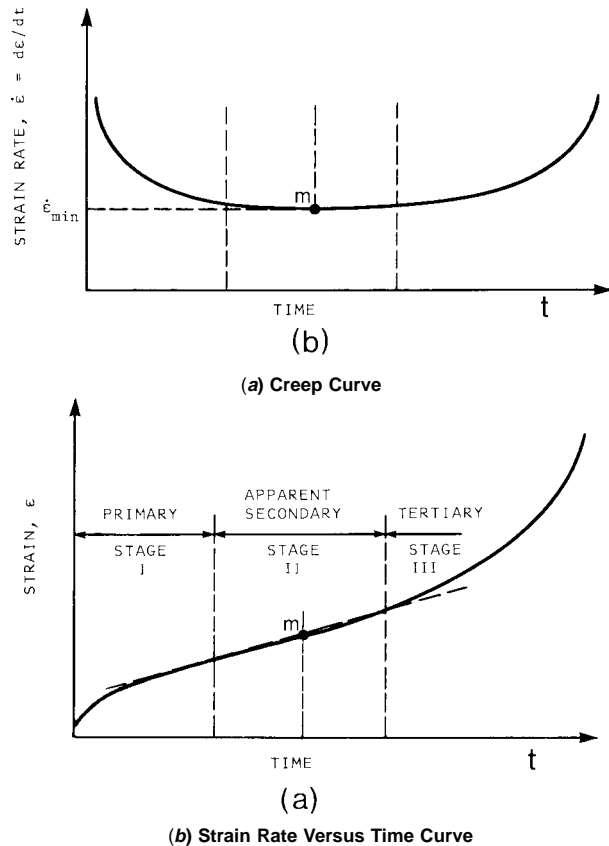 STRAIN RATE, ε̇ = dε/dt
m
ε̇min
TIME
t
(b)
(a) Creep Curve
STRAIN, ε
PRIMARY
STAGE
I
APPARENT
SECONDARY
STAGE
II
TERTIARY
STAGE
III
m
TIME
t
(a)
(b) Strain Rate Versus Time Curve